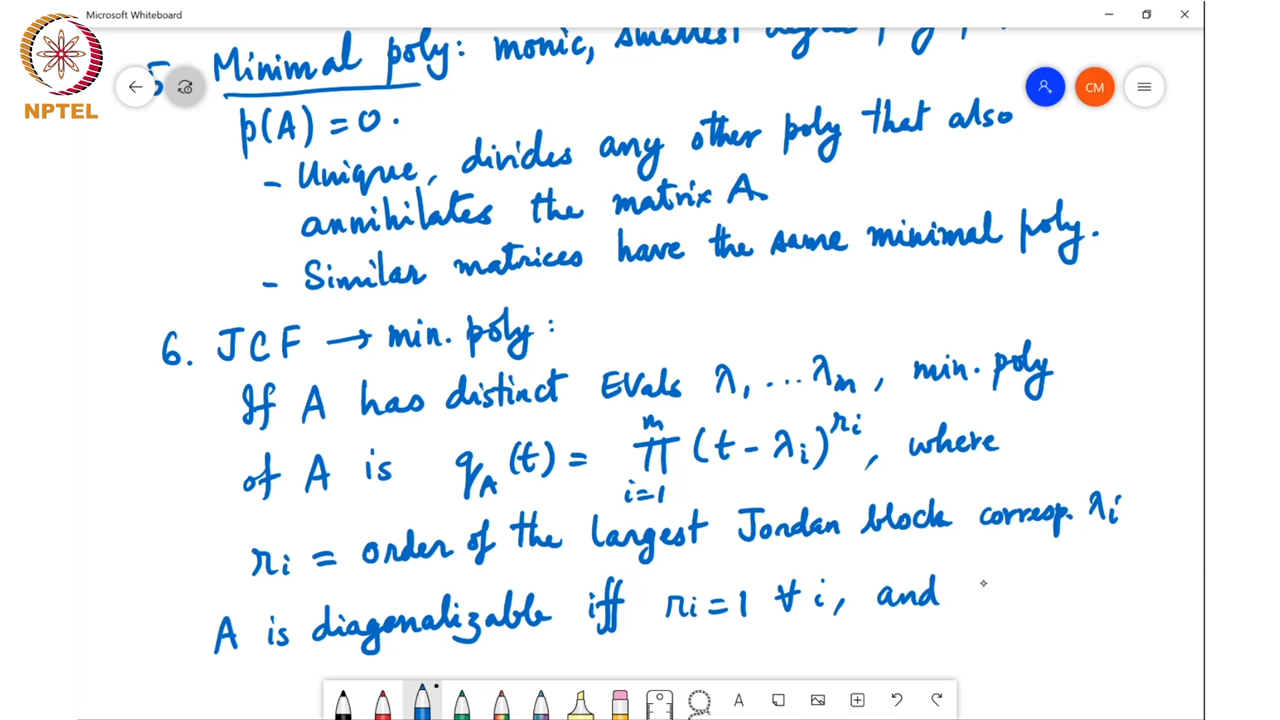 Microsoft Whiteboard
NPTEL
CM
5 Minimal poly: monic, smallest degree poly
p(A) = 0.
- Unique, divides any other poly that also
annihilates the matrix A.
- Similar matrices have the same minimal poly.
6. JCF → min. poly:
If A has distinct EVals λ, ... λm, min. poly
of A is qA(t) = ∏ i=1 m (t - λi)^ri, where
ri = order of the largest Jordan block corresp. λi
A is diagonalizable iff ri = 1 ∀ i, and
A